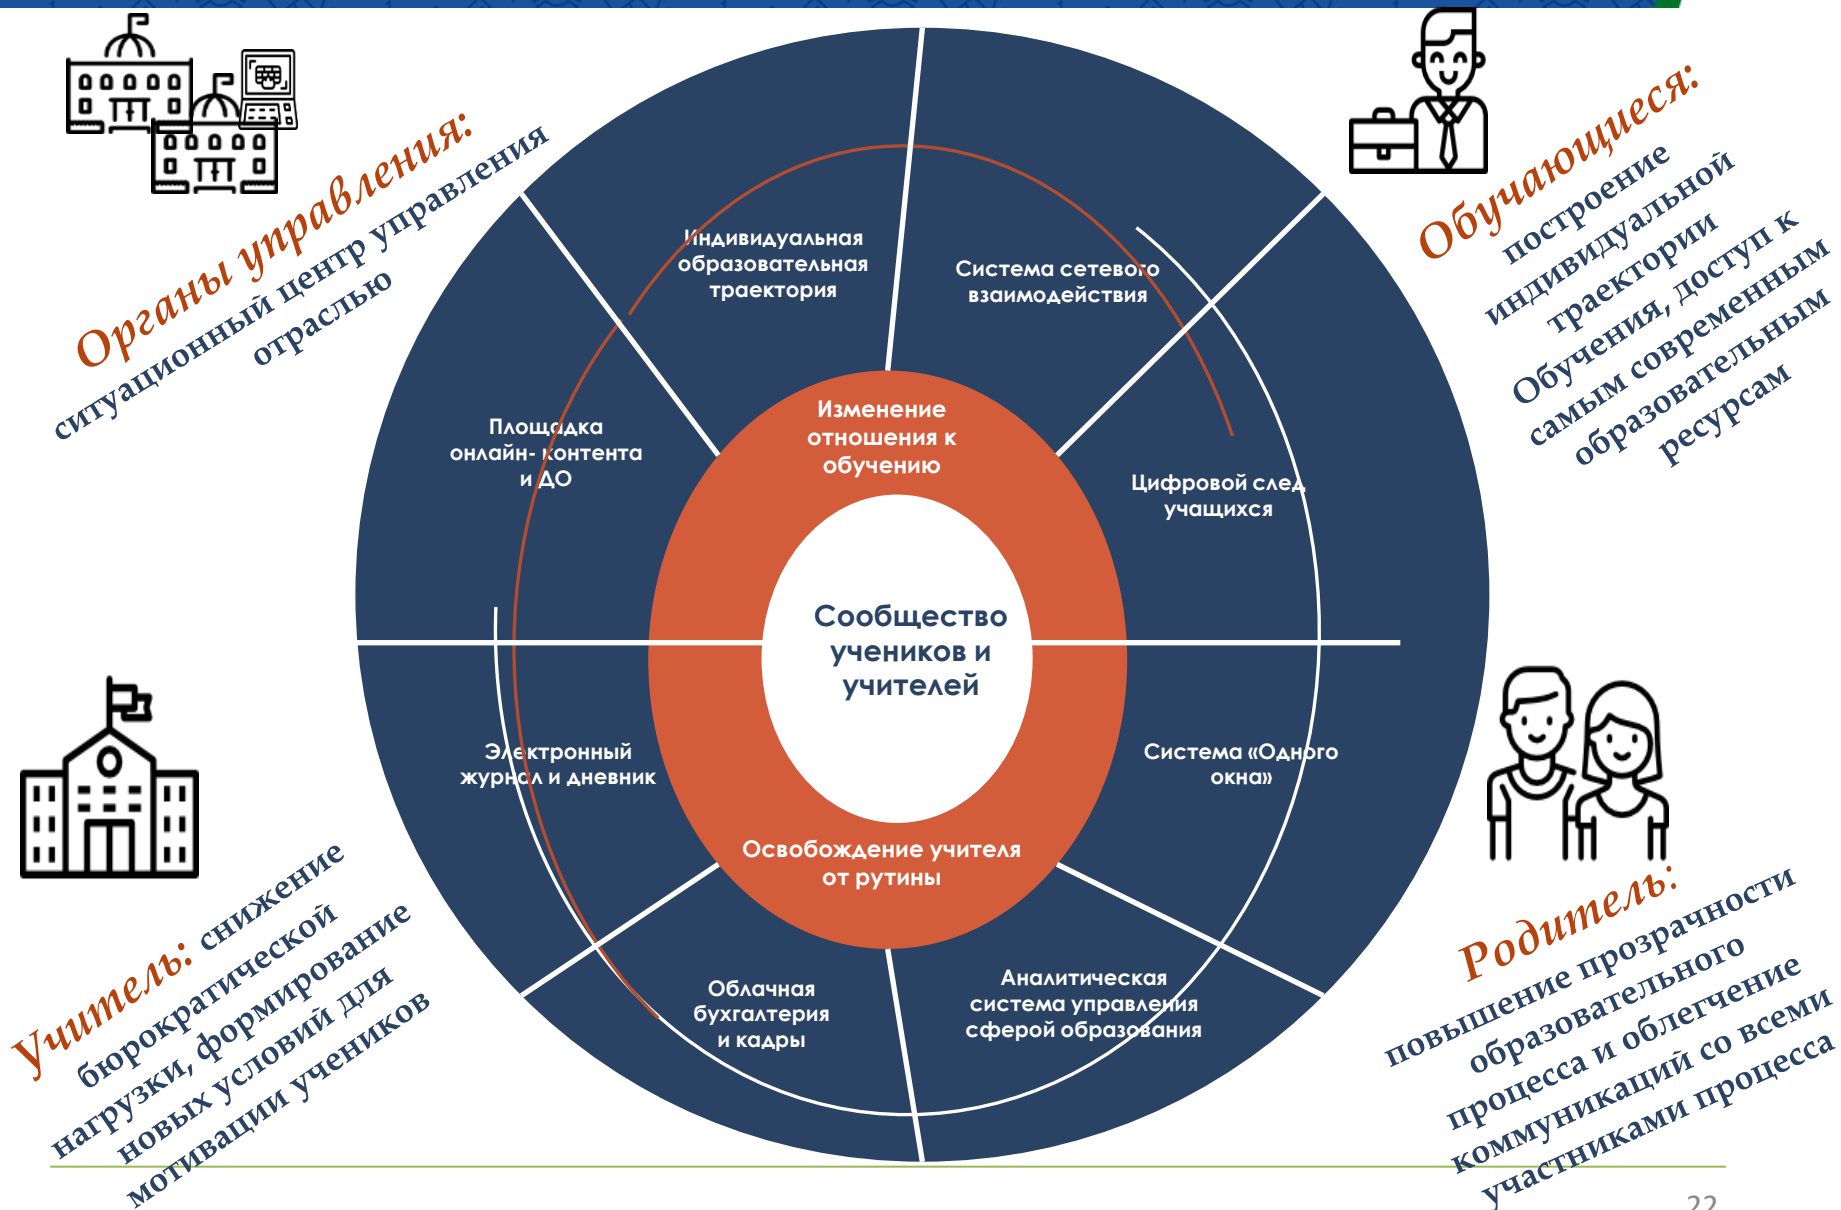 Органы управления:
ситуационный центр управления
отраслью
Обучающиеся:
построение
индивидуальной
траектории
Обучения, доступ к
самым современным
образовательным
ресурсам
Индивидуальная
образовательная
траектория
Система сетевого
взаимодействия
Площадка
онлайн- контента
и ДО
Изменение
отношения к
обучению
Цифровой след
учащихся
Сообщество
учеников и
учителей
Электронный
журнал и дневник
Система «Одного
окна»
Освобождение учителя
от рутины
Облачная
бухгалтерия
и кадры
Аналитическая
система управления
сферой образования
Учитель: снижение
бюрократической
нагрузки, формирование
новых условий для
мотивации учеников
Родитель:
повышение прозрачности
образовательного
процесса и облегчение
коммуникаций со всеми
участниками процесса
22